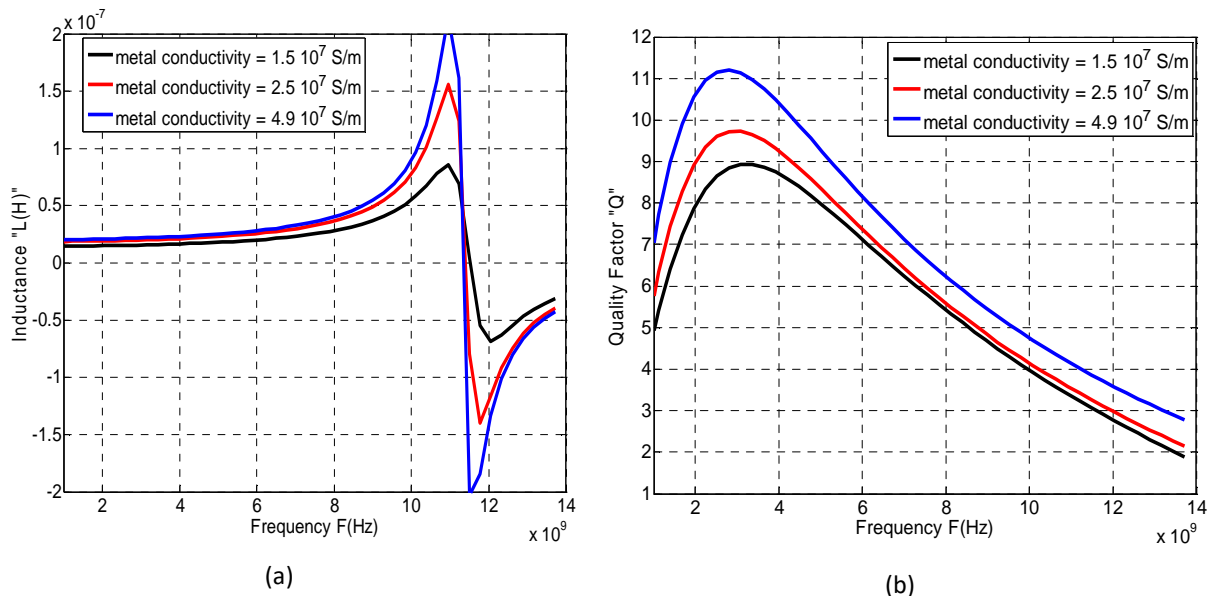 x 10^-7
2
1.5
1
0.5
0
-0.5
-1
-1.5
-2
Inductance "L(H)"
metal conductivity = 1.5 10^7 S/m
metal conductivity = 2.5 10^7 S/m
metal conductivity = 4.9 10^7 S/m
2 4 6 8 10 12 14
Frequency F(Hz)
x 10^9
(a)
12
11
10
9
8
7
6
5
4
3
2
1
Quality Factor "Q"
metal conductivity = 1.5 10^7 S/m
metal conductivity = 2.5 10^7 S/m
metal conductivity = 4.9 10^7 S/m
2 4 6 8 10 12 14
Frequency F(Hz)
x 10^9
(b)